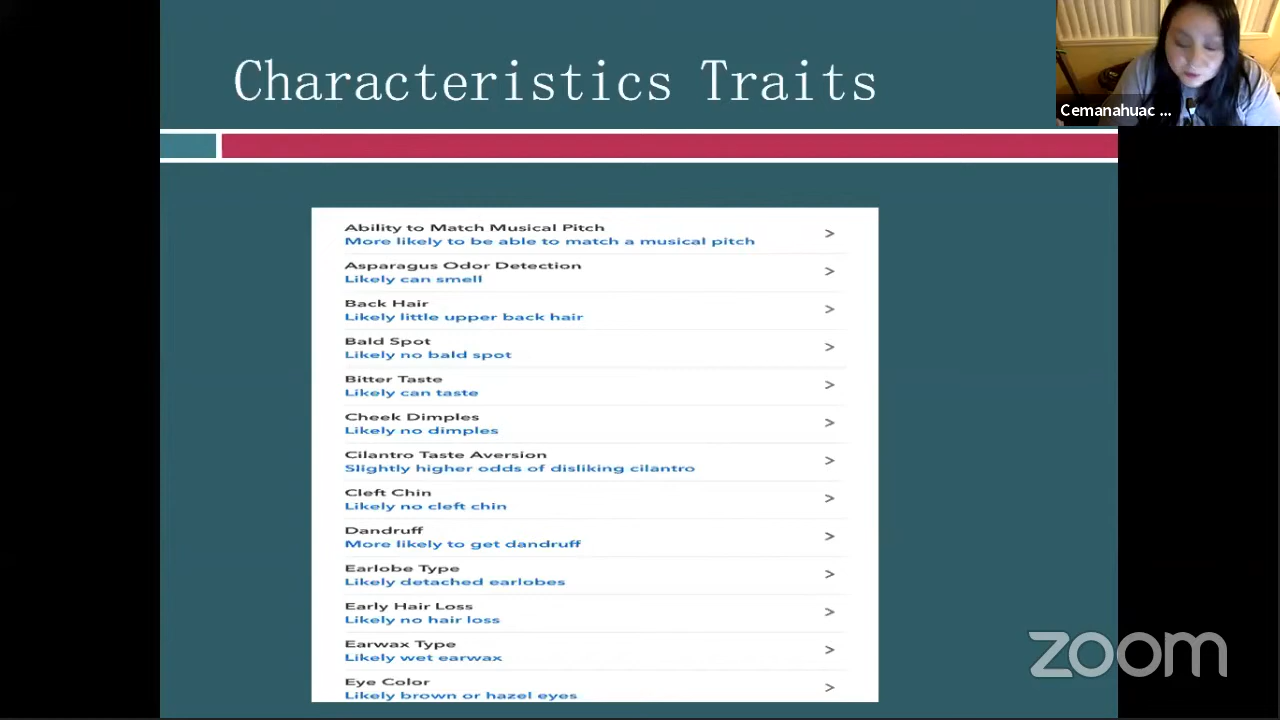 Characteristics Traits
Cemanahuac ...
Ability to Match Musical Pitch
More likely to be able to match a musical pitch
>
Asparagus Odor Detection
Likely can smell
>
Back Hair
Likely little upper back hair
>
Bald Spot
Likely no bald spot
>
Bitter Taste
Likely can taste
>
Cheek Dimples
Likely no dimples
>
Cilantro Taste Aversion
Slightly higher odds of disliking cilantro
>
Cleft Chin
Likely no cleft chin
>
Dandruff
More likely to get dandruff
>
Earlobe Type
Likely detached earlobes
>
Early Hair Loss
Likely no hair loss
>
Earwax Type
Likely wet earwax
>
Eye Color
Likely brown or hazel eyes
>
zoom